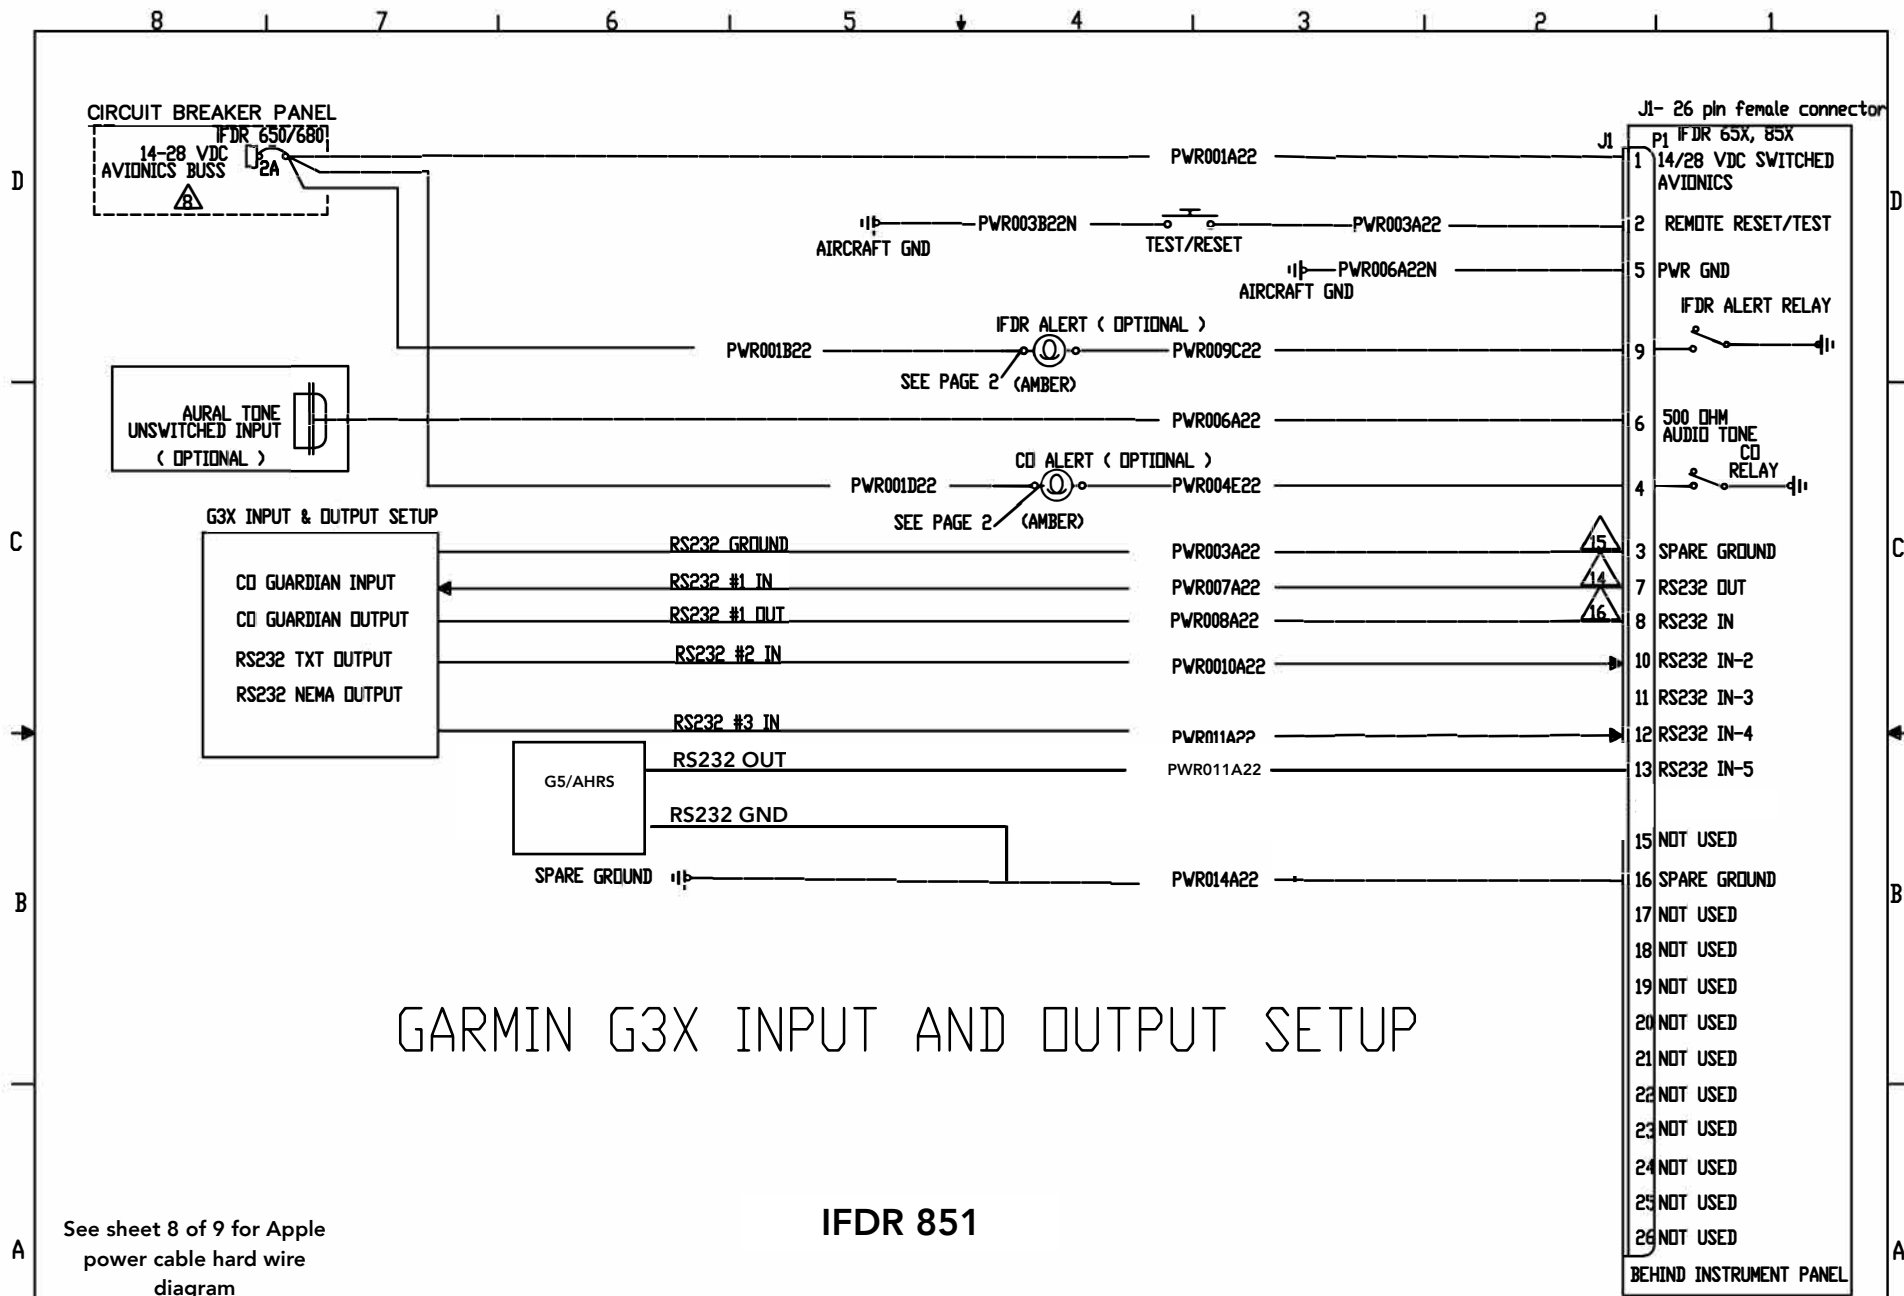 8 7 6 5 4 3 2 1
CIRCUIT BREAKER PANEL
IFDR 650/680
14-28 VDC
AVIONICS BUSS
2A
8
J1- 26 pin female connector
J1
P1 IFDR 65X, 85X
D
D
PWR001A22
1 14/28 VDC SWITCHED
AVIONICS
AIRCRAFT GND
PWR003B22N
TEST/RESET
PWR003A22
2 REMOTE RESET/TEST
AIRCRAFT GND
PWR006A22N
5 PWR GND
IFDR ALERT RELAY
IFDR ALERT ( OPTIONAL )
PWR001B22
PWR009C22
9
SEE PAGE 2
(AMBER)
AURAL TONE
UNSWITCHED INPUT
( OPTIONAL )
PWR006A22
6 500 OHM
AUDIO TONE
CO
RELAY
CO ALERT ( OPTIONAL )
PWR001D22
PWR004E22
4
SEE PAGE 2
(AMBER)
C
C
G3X INPUT & OUTPUT SETUP
CO GUARDIAN INPUT
CO GUARDIAN OUTPUT
RS232 TXT OUTPUT
RS232 NEMA OUTPUT
RS232 GROUND
PWR003A22
15
3 SPARE GROUND
RS232 #1 IN
PWR007A22
14
7 RS232 OUT
RS232 #1 OUT
PWR008A22
16
8 RS232 IN
RS232 #2 IN
PWR0010A22
10 RS232 IN-2
11 RS232 IN-3
RS232 #3 IN
PWR011A22
12 RS232 IN-4
G5/AHRS
RS232 OUT
PWR011A22
13 RS232 IN-5
RS232 GND
15 NOT USED
SPARE GROUND
PWR014A22
16 SPARE GROUND
B
B
17 NOT USED
18 NOT USED
19 NOT USED
20 NOT USED
21 NOT USED
22 NOT USED
23 NOT USED
24 NOT USED
25 NOT USED
26 NOT USED
BEHIND INSTRUMENT PANEL
GARMIN G3X INPUT AND OUTPUT SETUP
IFDR 851
A
A
See sheet 8 of 9 for Apple
power cable hard wire
diagram